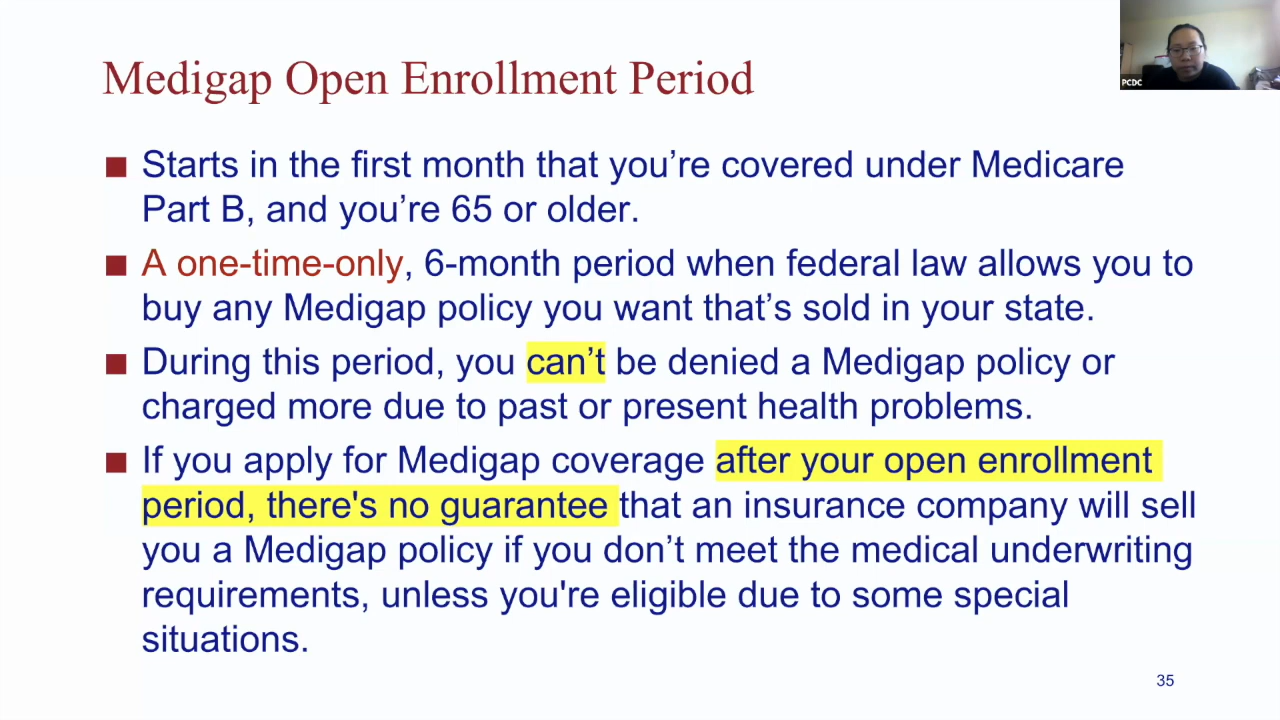 PCDC
Medigap Open Enrollment Period
Starts in the first month that you’re covered under Medicare
Part B, and you’re 65 or older.
A one-time-only, 6-month period when federal law allows you to
buy any Medigap policy you want that’s sold in your state.
During this period, you can’t be denied a Medigap policy or
charged more due to past or present health problems.
If you apply for Medigap coverage after your open enrollment
period, there's no guarantee that an insurance company will sell
you a Medigap policy if you don’t meet the medical underwriting
requirements, unless you're eligible due to some special
situations.
35